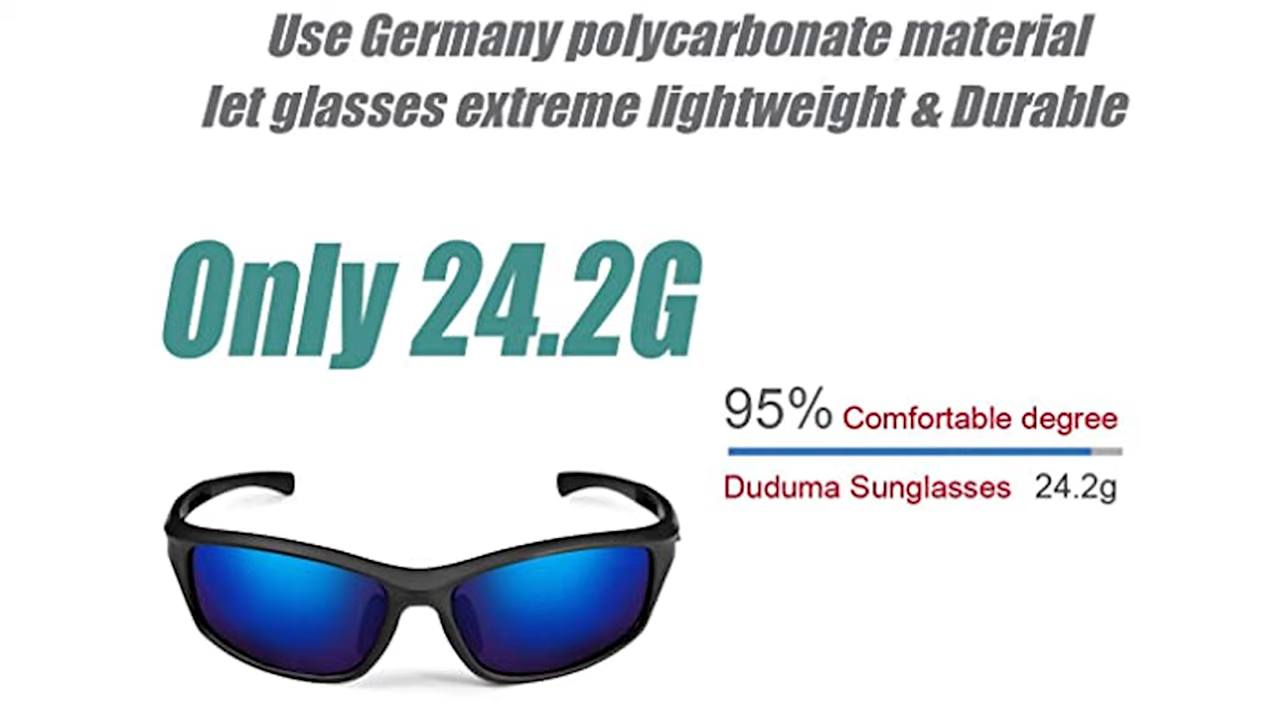 Use Germany polycarbonate material
let glasses extreme lightweight & Durable
Only 24.2G
95% Comfortable degree
Duduma Sunglasses 24.2g